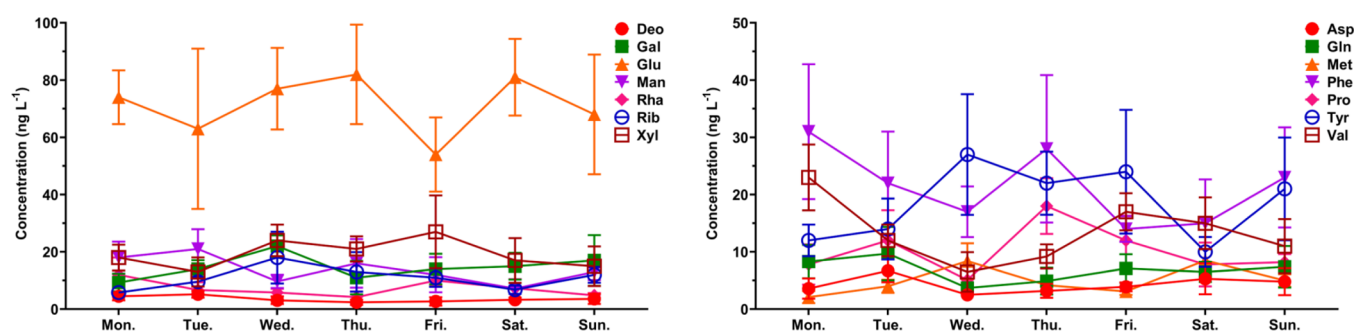 Concentration (ng L⁻¹)
100
80
60
40
20
0
Mon. Tue. Wed. Thu. Fri. Sat. Sun.
Deo
Gal
Glu
Man
Rha
Rib
Xyl
Concentration (ng L⁻¹)
50
40
30
20
10
0
Mon. Tue. Wed. Thu. Fri. Sat. Sun.
Asp
Gln
Met
Phe
Pro
Tyr
Val